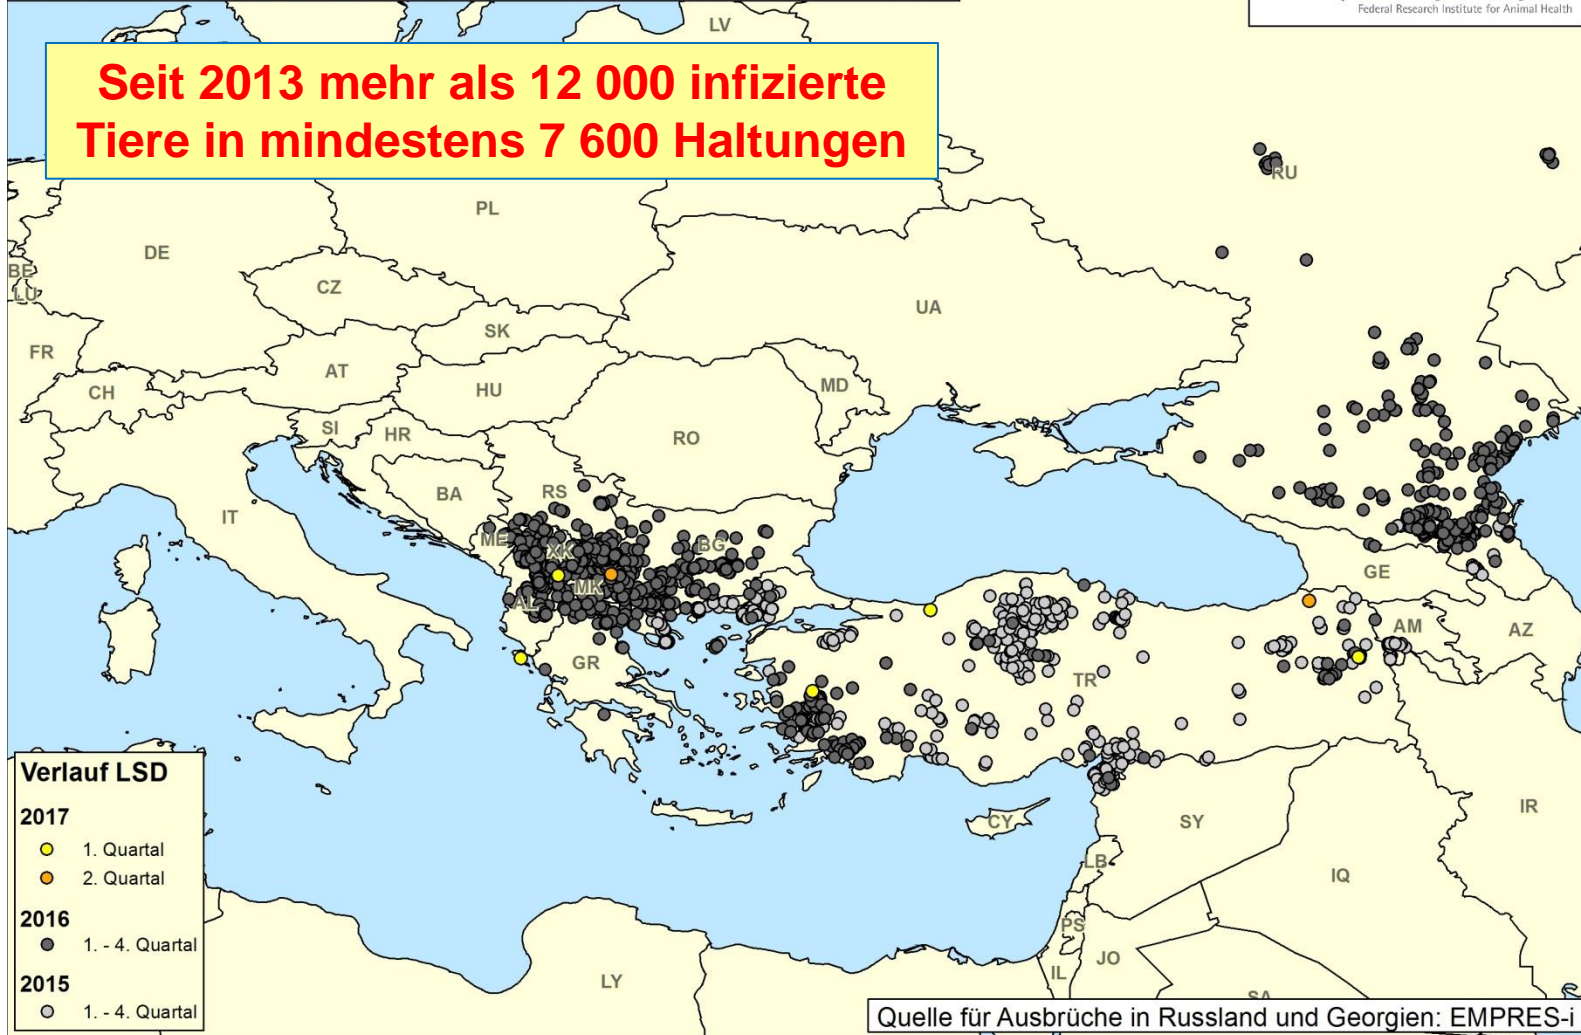 Federal Research Institute for Animal Health
LV
Seit 2013 mehr als 12 000 infizierte
Tiere in mindestens 7 600 Haltungen
RU
PL
DE
BE
CZ
LU
UA
SK
FR
AT
MD
CH
HU
SI
HR
RO
BA
RS
IT
ME
XK
BG
GE
MK
AL
AM
AZ
GR
TR
Verlauf LSD
2017
1. Quartal
2. Quartal
2016
1. - 4. Quartal
2015
1. - 4. Quartal
CY
SY
IR
LB
IQ
PS
JO
IL
LY
SA
Quelle für Ausbrüche in Russland und Georgien: EMPRES-i